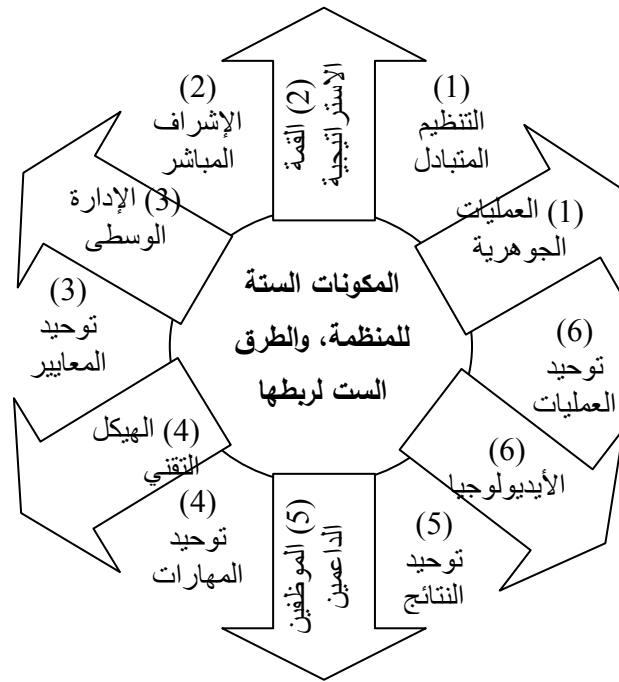 المكونات الستة
للمنظمة، والطرق
الست لربطها
(1)
التنظيم
المتبادل
(1) العمليات
الجوهرية
(2) القمة
الاستراتيجية
(2)
الإشراف
المباشر
(3) الإدارة
الوسطى
(3)
توحيد
المعايير
(4) الهيكل
التقني
(4)
توحيد
المهارات
(5) الموظفين
الداعمين
(5)
توحيد
النتائج
(6)
الأيديولوجيا
(6)
توحيد
العمليات